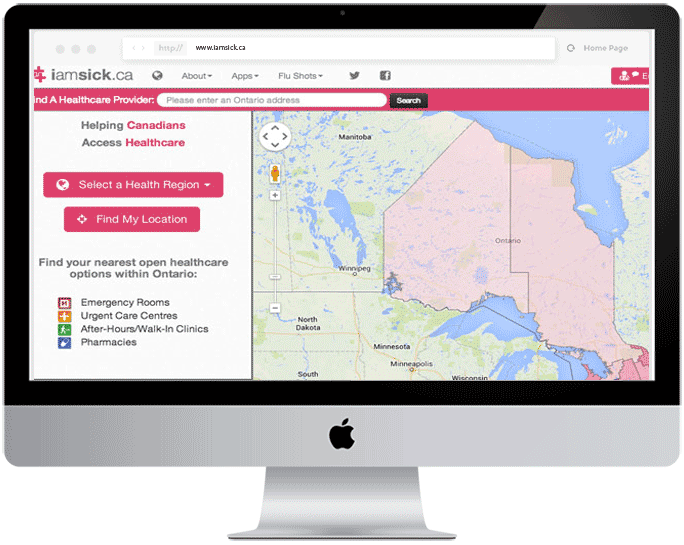 http:// www.iamsick.ca Home Page
iamsick.ca About Apps Flu Shots
Find A Healthcare Provider: Please enter an Ontario address Search
Helping Canadians
Access Healthcare
Select a Health Region
Find My Location
Find your nearest open healthcare
options within Ontario:
Emergency Rooms
Urgent Care Centres
After-Hours/Walk-In Clinics
Pharmacies
Manitoba
Ontario
Winnipeg
North
Dakota
Minnesota
Minneapolis
South
Wisconsin